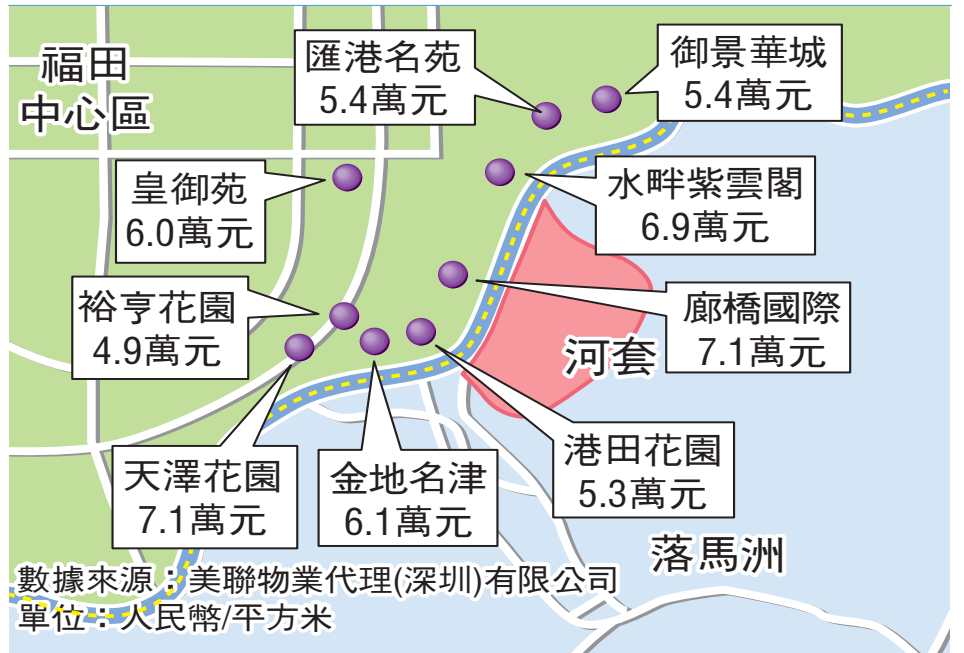 福田
中心區
匯港名苑
5.4萬元
御景華城
5.4萬元
皇御苑
6.0萬元
水畔紫雲閣
6.9萬元
裕亨花園
4.9萬元
廊橋國際
7.1萬元
河套
天澤花園
7.1萬元
金地名津
6.1萬元
港田花園
5.3萬元
落馬洲
數據來源：美聯物業代理(深圳)有限公司
單位：人民幣/平方米